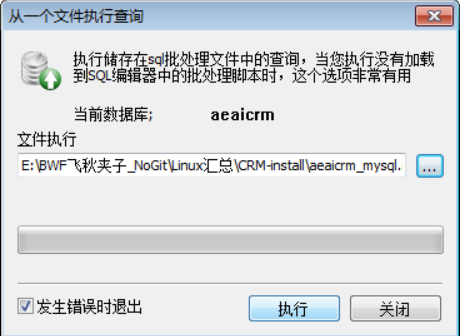 从一个文件执行查询
执行储存在sql批处理文件中的查询，当您执行没有加载
到SQL编辑器中的批处理脚本时，这个选项非常有用
当前数据库; aeaicrm
文件执行
E:\BWF飞秋夹子_NoGit\Linux汇总\CRM-install\aeaicrm_mysql. ...
发生错误时退出 执行 关闭